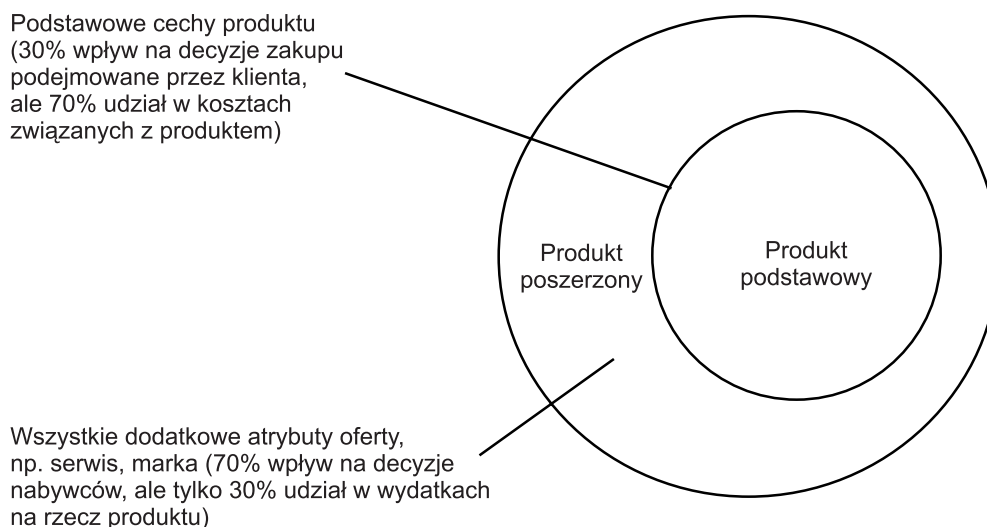 Podstawowe cechy produktu
(30% wpływ na decyzje zakupu
podejmowane przez klienta,
ale 70% udział w kosztach
związanych z produktem)
Produkt
poszerzony
Produkt
podstawowy
Wszystkie dodatkowe atrybuty oferty,
np. serwis, marka (70% wpływ na decyzje
nabywców, ale tylko 30% udział w wydatkach
na rzecz produktu)